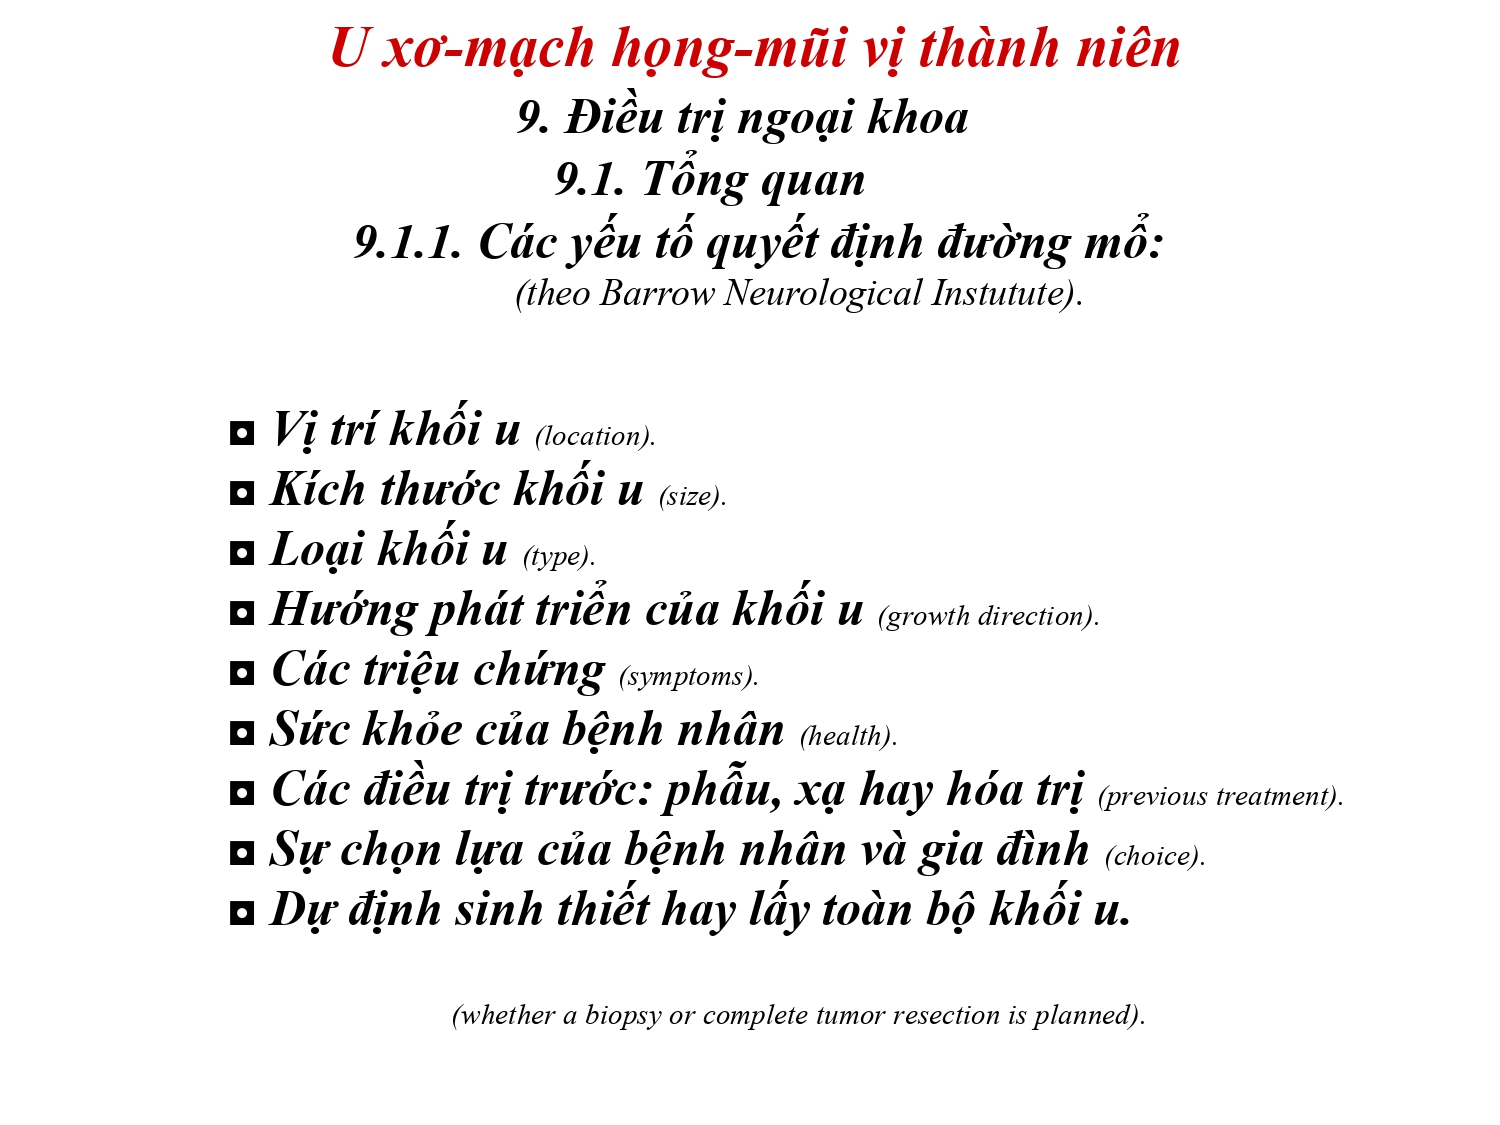 U xơ-mạch họng-mũi vị thành niên
9. Điều trị ngoại khoa
9.1. Tổng quan
9.1.1. Các yếu tố quyết định đường mổ:
(theo Barrow Neurological Instutute).
◘ Vị trí khối u (location).
◘ Kích thước khối u (size).
◘ Loại khối u (type).
◘ Hướng phát triển của khối u (growth direction).
◘ Các triệu chứng (symptoms).
◘ Sức khỏe của bệnh nhân (health).
◘ Các điều trị trước: phẫu, xạ hay hóa trị (previous treatment).
◘ Sự chọn lựa của bệnh nhân và gia đình (choice).
◘ Dự định sinh thiết hay lấy toàn bộ khối u.
(whether a biopsy or complete tumor resection is planned).